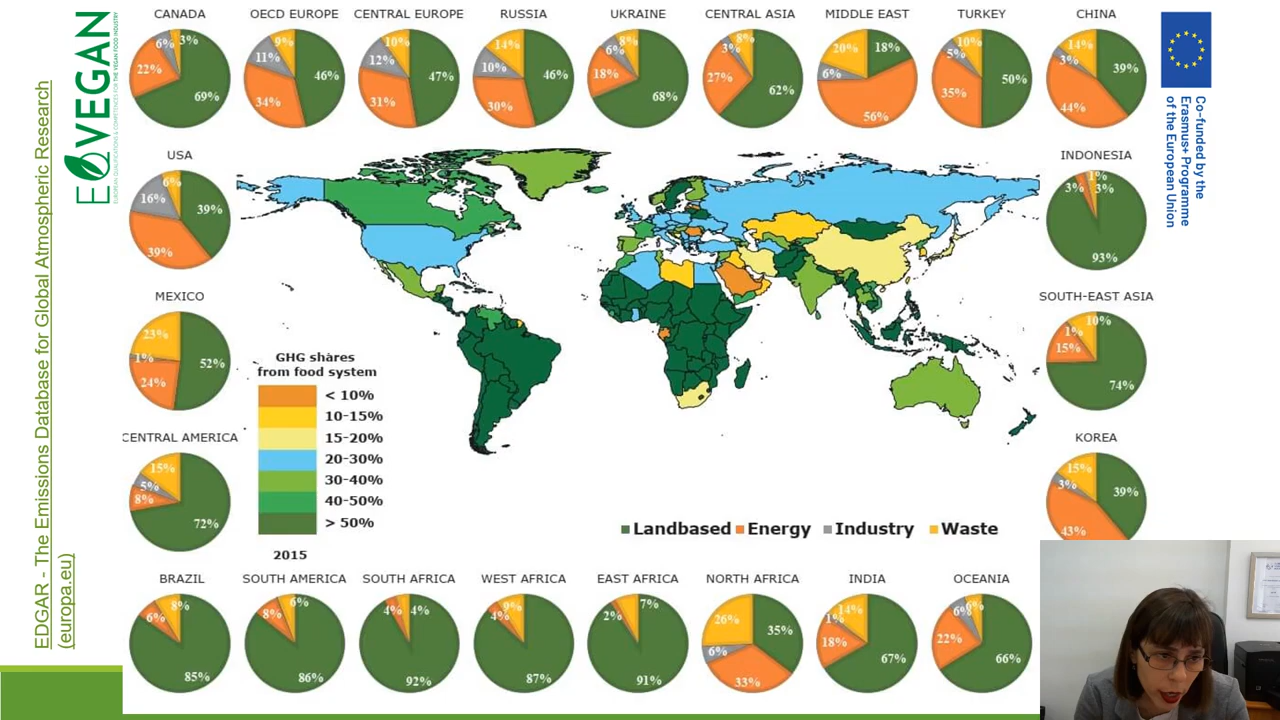 EDGAR - The Emissions Database for Global Atmospheric Research
(europa.eu)
EQVEGAN
EUROPEAN QUALIFICATIONS & COMPETENCES FOR THE VEGAN FOOD INDUSTRY
CANADA
3%
6%
22%
69%
OECD EUROPE
9%
11%
46%
34%
CENTRAL EUROPE
10%
12%
47%
31%
RUSSIA
14%
10%
46%
30%
UKRAINE
8%
6%
18%
68%
CENTRAL ASIA
8%
3%
27%
62%
MIDDLE EAST
20%
18%
6%
56%
TURKEY
10%
5%
50%
35%
CHINA
14%
3%
39%
44%
Co-funded by the
Erasmus+ Programme
of the European Union
USA
6%
16%
39%
39%
INDONESIA
1%
3%
3%
93%
MEXICO
23%
1%
52%
24%
SOUTH-EAST ASIA
10%
1%
15%
74%
GHG shares
from food system
< 10%
10-15%
15-20%
20-30%
30-40%
40-50%
> 50%
2015
CENTRAL AMERICA
15%
5%
8%
72%
KOREA
15%
3%
39%
43%
Landbased Energy Industry Waste
BRAZIL
8%
6%
85%
SOUTH AMERICA
6%
8%
86%
SOUTH AFRICA
4%
4%
92%
WEST AFRICA
9%
4%
87%
EAST AFRICA
7%
2%
91%
NORTH AFRICA
26%
35%
6%
33%
INDIA
14%
1%
18%
67%
OCEANIA
6%
6%
22%
66%